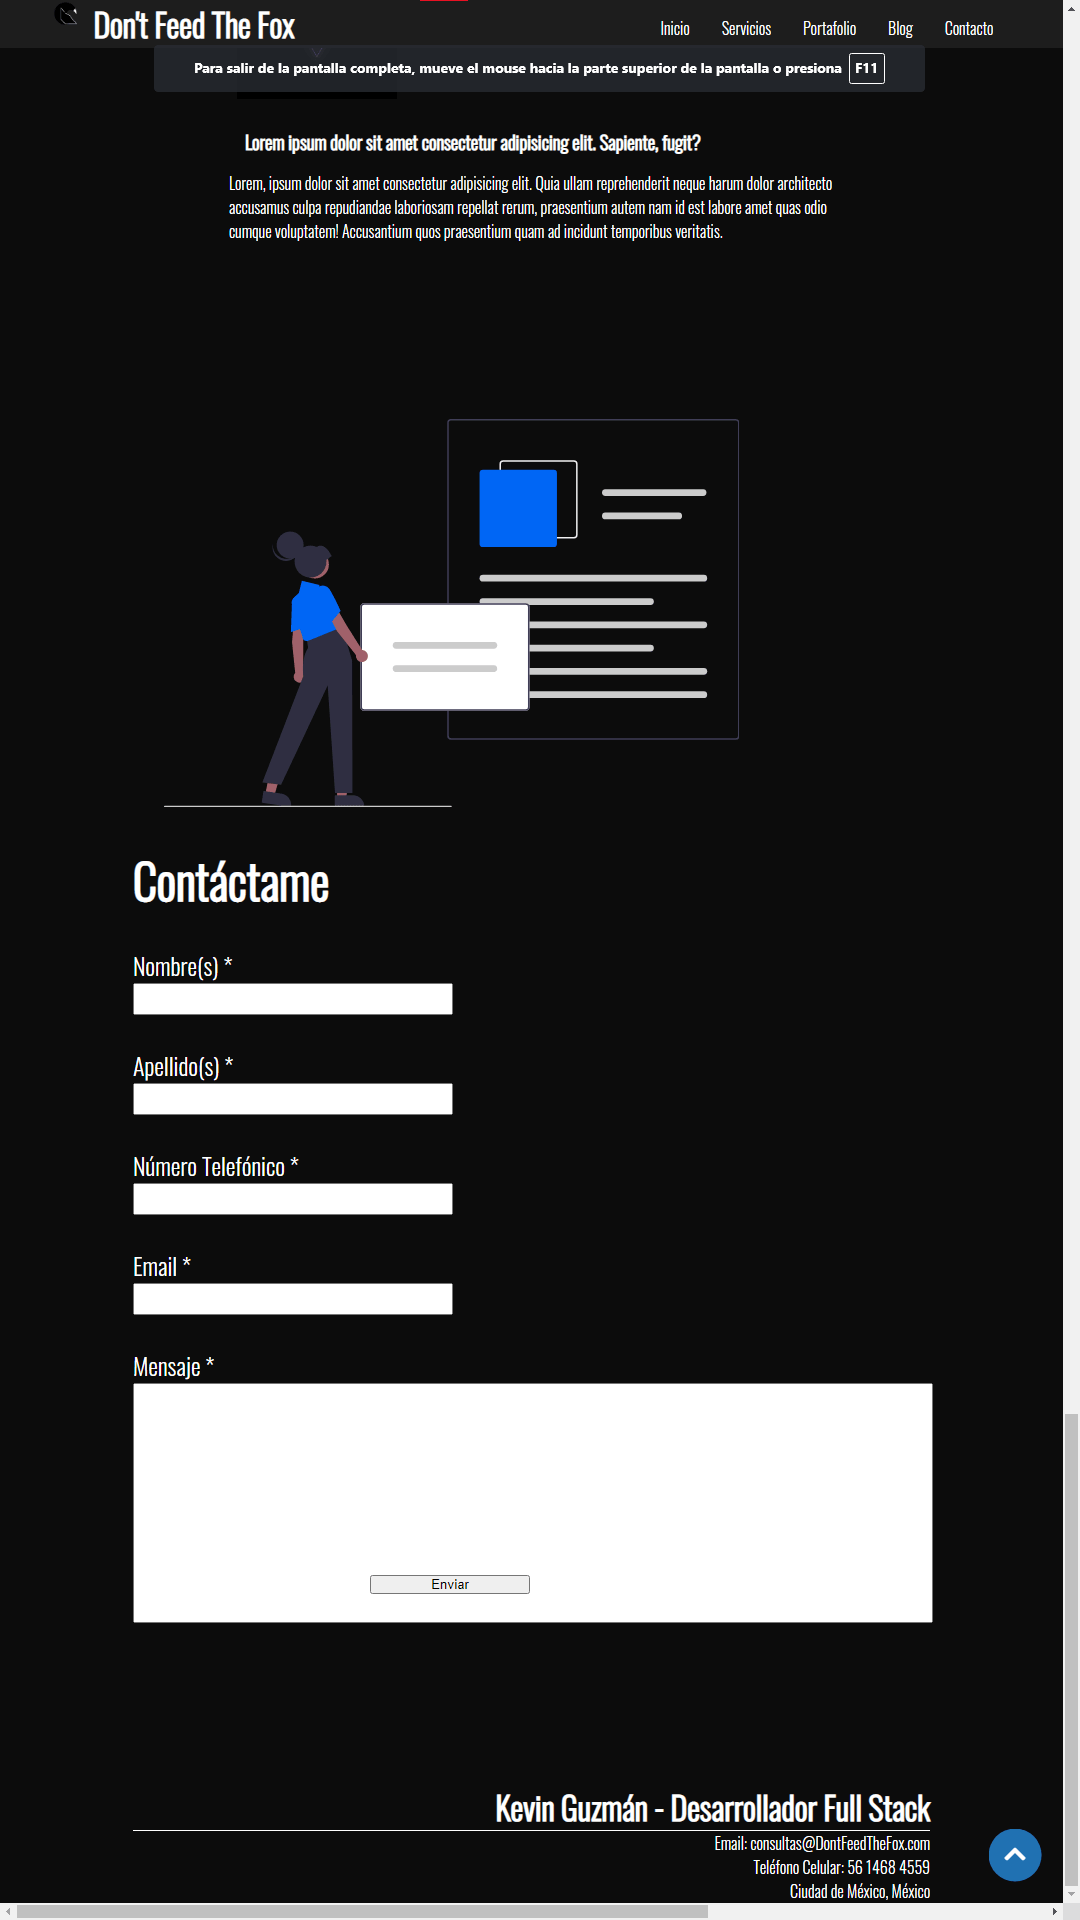 Don't Feed The Fox
Inicio Servicios Portafolio Blog Contacto
Para salir de la pantalla completa, mueve el mouse hacia la parte superior de la pantalla o presiona F11
Lorem ipsum dolor sit amet consectetur adipisicing elit. Sapiente, fugit?
Lorem, ipsum dolor sit amet consectetur adipisicing elit. Quia ullam reprehenderit neque harum dolor architecto
accusamus culpa repudiandae laboriosam repellat rerum, praesentium autem nam id est labore amet quas odio
cumque voluptatem! Accusantium quos praesentium quam ad incidunt temporibus veritatis.
Contáctame
Nombre(s) *
Apellido(s) *
Número Telefónico *
Email *
Mensaje *
Enviar
Kevin Guzmán - Desarrollador Full Stack
Email: consultas@DontFeedTheFox.com
Teléfono Celular: 56 1468 4559
Ciudad de México, México